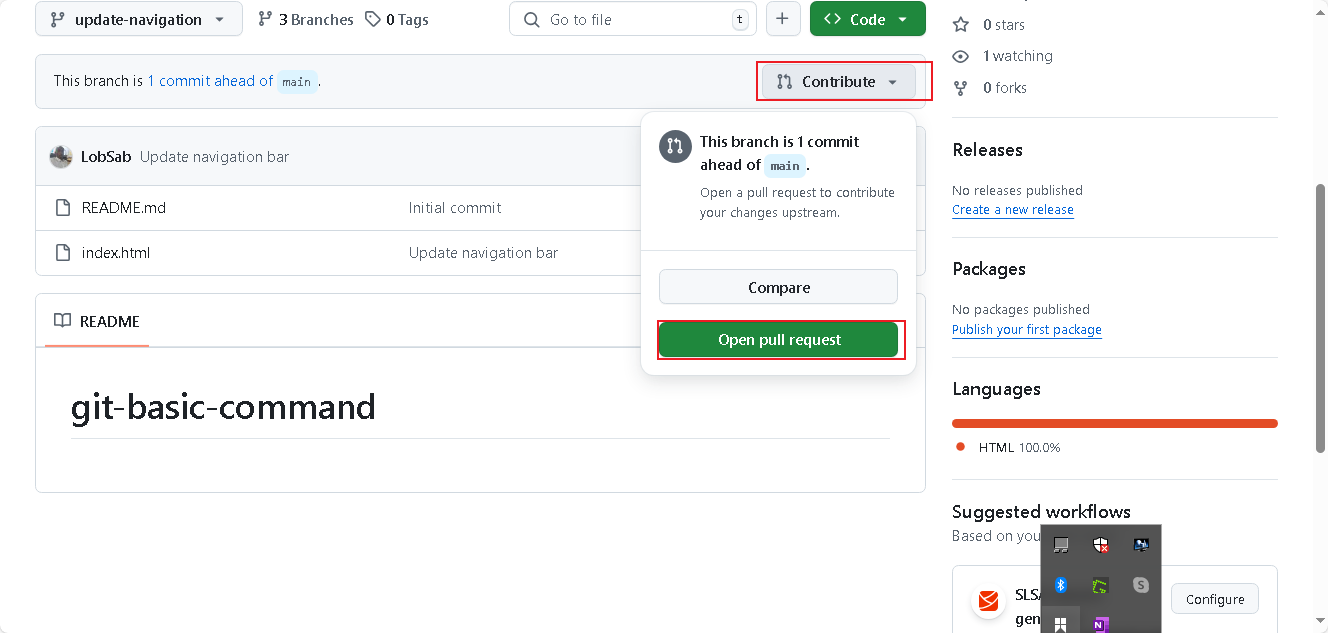 update-navigation
3 Branches
0 Tags
Go to file
t
Code
0 stars
1 watching
0 forks
This branch is 1 commit ahead of main .
Contribute
This branch is 1 commit
ahead of main .
Open a pull request to contribute
your changes upstream.
Compare
Open pull request
LobSab Update navigation bar
README.md Initial commit
index.html Update navigation bar
README
git-basic-command
Releases
No releases published
Create a new release
Packages
No packages published
Publish your first package
Languages
HTML 100.0%
Suggested workflows
Based on you
SLSA
gen
Configure